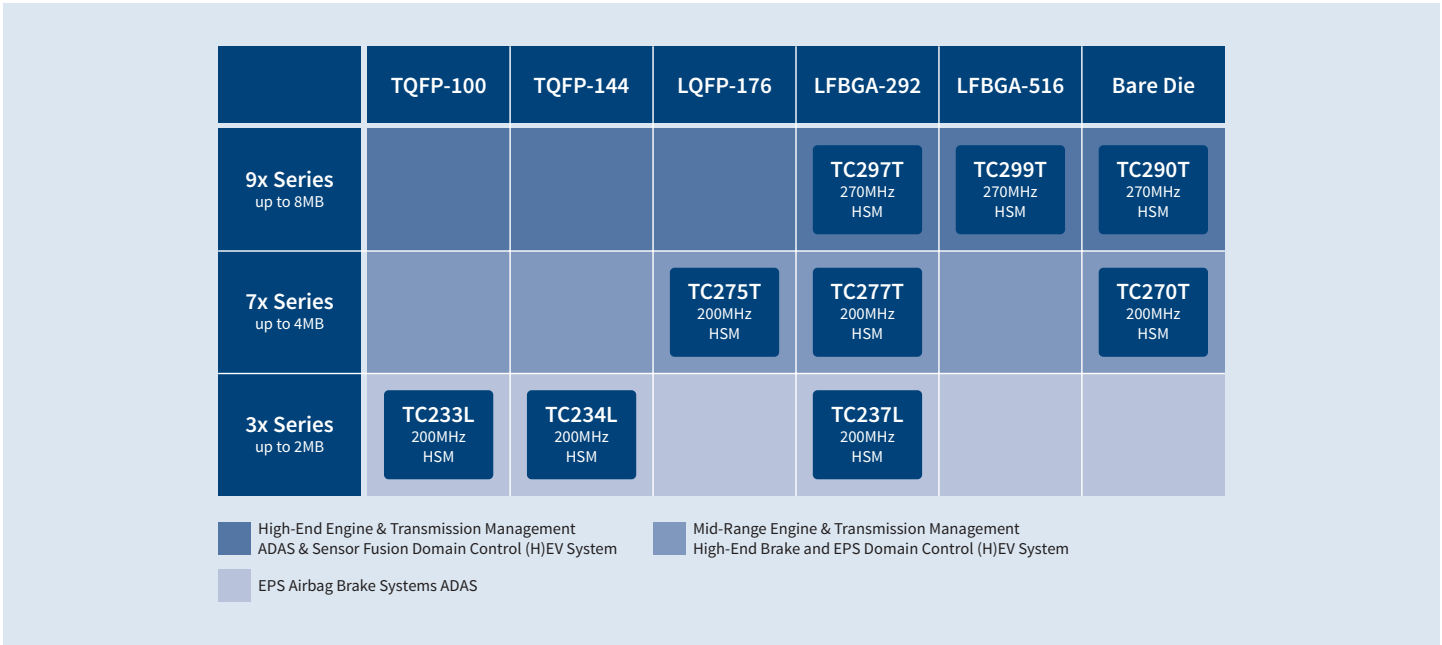 TQFP-100 TQFP-144 LQFP-176 LFBGA-292 LFBGA-516 Bare Die
9x Series
up to 8MB
TC297T
270MHz
HSM
TC299T
270MHz
HSM
TC290T
270MHz
HSM
7x Series
up to 4MB
TC275T
200MHz
HSM
TC277T
200MHz
HSM
TC270T
200MHz
HSM
3x Series
up to 2MB
TC233L
200MHz
HSM
TC234L
200MHz
HSM
TC237L
200MHz
HSM
High-End Engine & Transmission Management
ADAS & Sensor Fusion Domain Control (H)EV System
Mid-Range Engine & Transmission Management
High-End Brake and EPS Domain Control (H)EV System
EPS Airbag Brake Systems ADAS